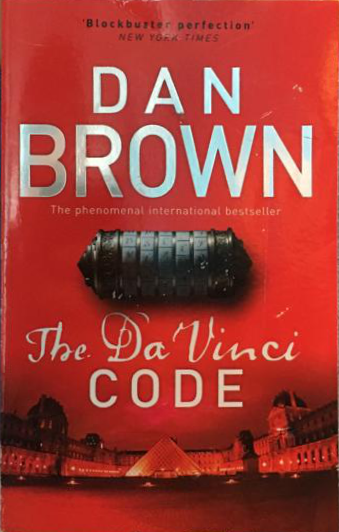 'Blockbuster perfection'
NEW YORK TIMES
DAN
BROWN
The phenomenal international bestseller
The Da Vinci
CODE